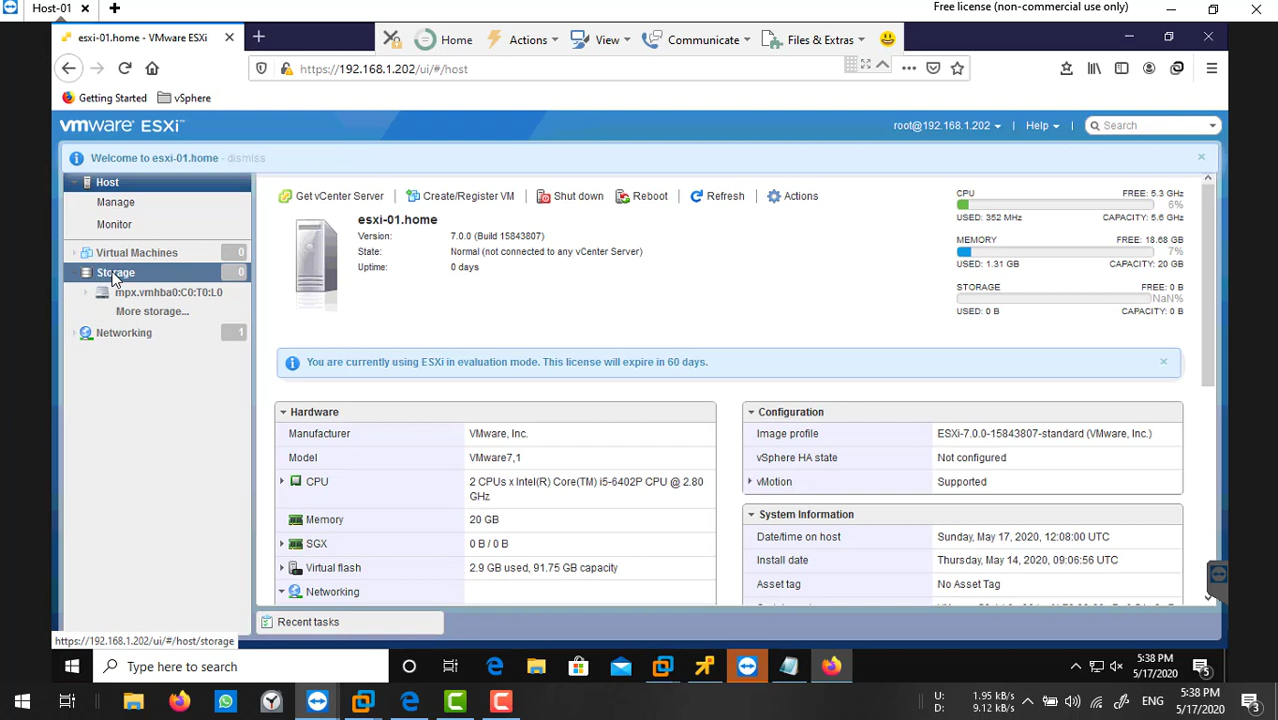 Host-01
Free license (non-commercial use only)
esxi-01.home - VMware ESXi
Home
Actions
View
Communicate
Files & Extras
https://192.168.1.202/ui/#/host
Getting Started
vSphere
vmware ESXi™
root@192.168.1.202
Help
Search
Welcome to esxi-01.home - dismiss
Host
Manage
Monitor
Virtual Machines
0
Storage
0
mpx.vmhba0:C0:T0:L0
More storage...
Networking
1
Get vCenter Server
Create/Register VM
Shut down
Reboot
Refresh
Actions
esxi-01.home
Version:
7.0.0 (Build 15843807)
State:
Normal (not connected to any vCenter Server)
Uptime:
0 days
CPU
FREE: 5.3 GHz
6%
USED: 352 MHz
CAPACITY: 5.6 GHz
MEMORY
FREE: 18.68 GB
7%
USED: 1.31 GB
CAPACITY: 20 GB
STORAGE
FREE: 0 B
NaN%
USED: 0 B
CAPACITY: 0 B
You are currently using ESXi in evaluation mode. This license will expire in 60 days.
Hardware
Manufacturer
VMware, Inc.
Model
VMware7,1
CPU
2 CPUs x Intel(R) Core(TM) i5-6402P CPU @ 2.80
GHz
Memory
20 GB
SGX
0 B / 0 B
Virtual flash
2.9 GB used, 91.75 GB capacity
Networking
Configuration
Image profile
ESXi-7.0.0-15843807-standard (VMware, Inc.)
vSphere HA state
Not configured
vMotion
Supported
System Information
Date/time on host
Sunday, May 17, 2020, 12:08:00 UTC
Install date
Thursday, May 14, 2020, 09:06:56 UTC
Asset tag
No Asset Tag
Recent tasks
https://192.168.1.202/ui/#/host/storage
Type here to search
5:38 PM
5/17/2020
5
U:
1.95 kB/s
D:
9.12 kB/s
ENG
5:38 PM
5/17/2020
3